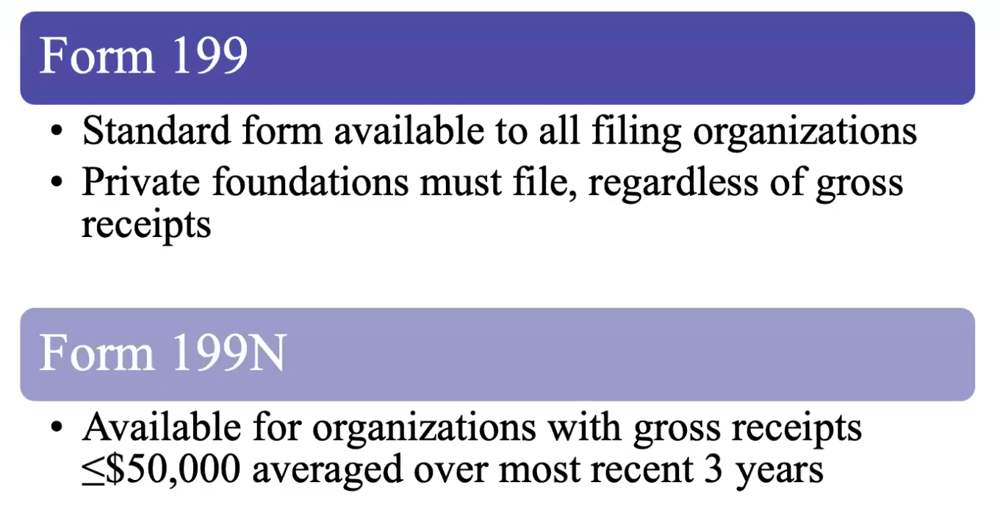 Form 199
• Standard form available to all filing organizations
• Private foundations must file, regardless of gross
receipts
Form 199N
• Available for organizations with gross receipts
≤$50,000 averaged over most recent 3 years